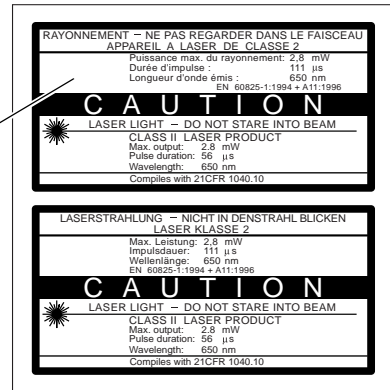 RAYONNEMENT – NE PAS REGARDER DANS LE FAISCEAU
APPAREIL A LASER DE CLASSE 2
Puissance max. du rayonnement: 2,8 mW
Durée d'impulse : 111 µs
Longueur d'onde émis : 650 nm
EN 60825-1:1994 + A11:1996
CAUTION
LASER LIGHT – DO NOT STARE INTO BEAM
CLASS II LASER PRODUCT
Max. output: 2.8 mW
Pulse duration: 56 µs
Wavelength: 650 nm
Compiles with 21CFR 1040.10
LASERSTRAHLUNG – NICHT IN DENSTRAHL BLICKEN
LASER KLASSE 2
Max. Leistung: 2,8 mW
Impulsdauer: 111 µs
Wellenlänge: 650 nm
EN 60825-1:1994 + A11:1996
CAUTION
LASER LIGHT – DO NOT STARE INTO BEAM
CLASS II LASER PRODUCT
Max. output: 2.8 mW
Pulse duration: 56 µs
Wavelength: 650 nm
Compiles with 21CFR 1040.10